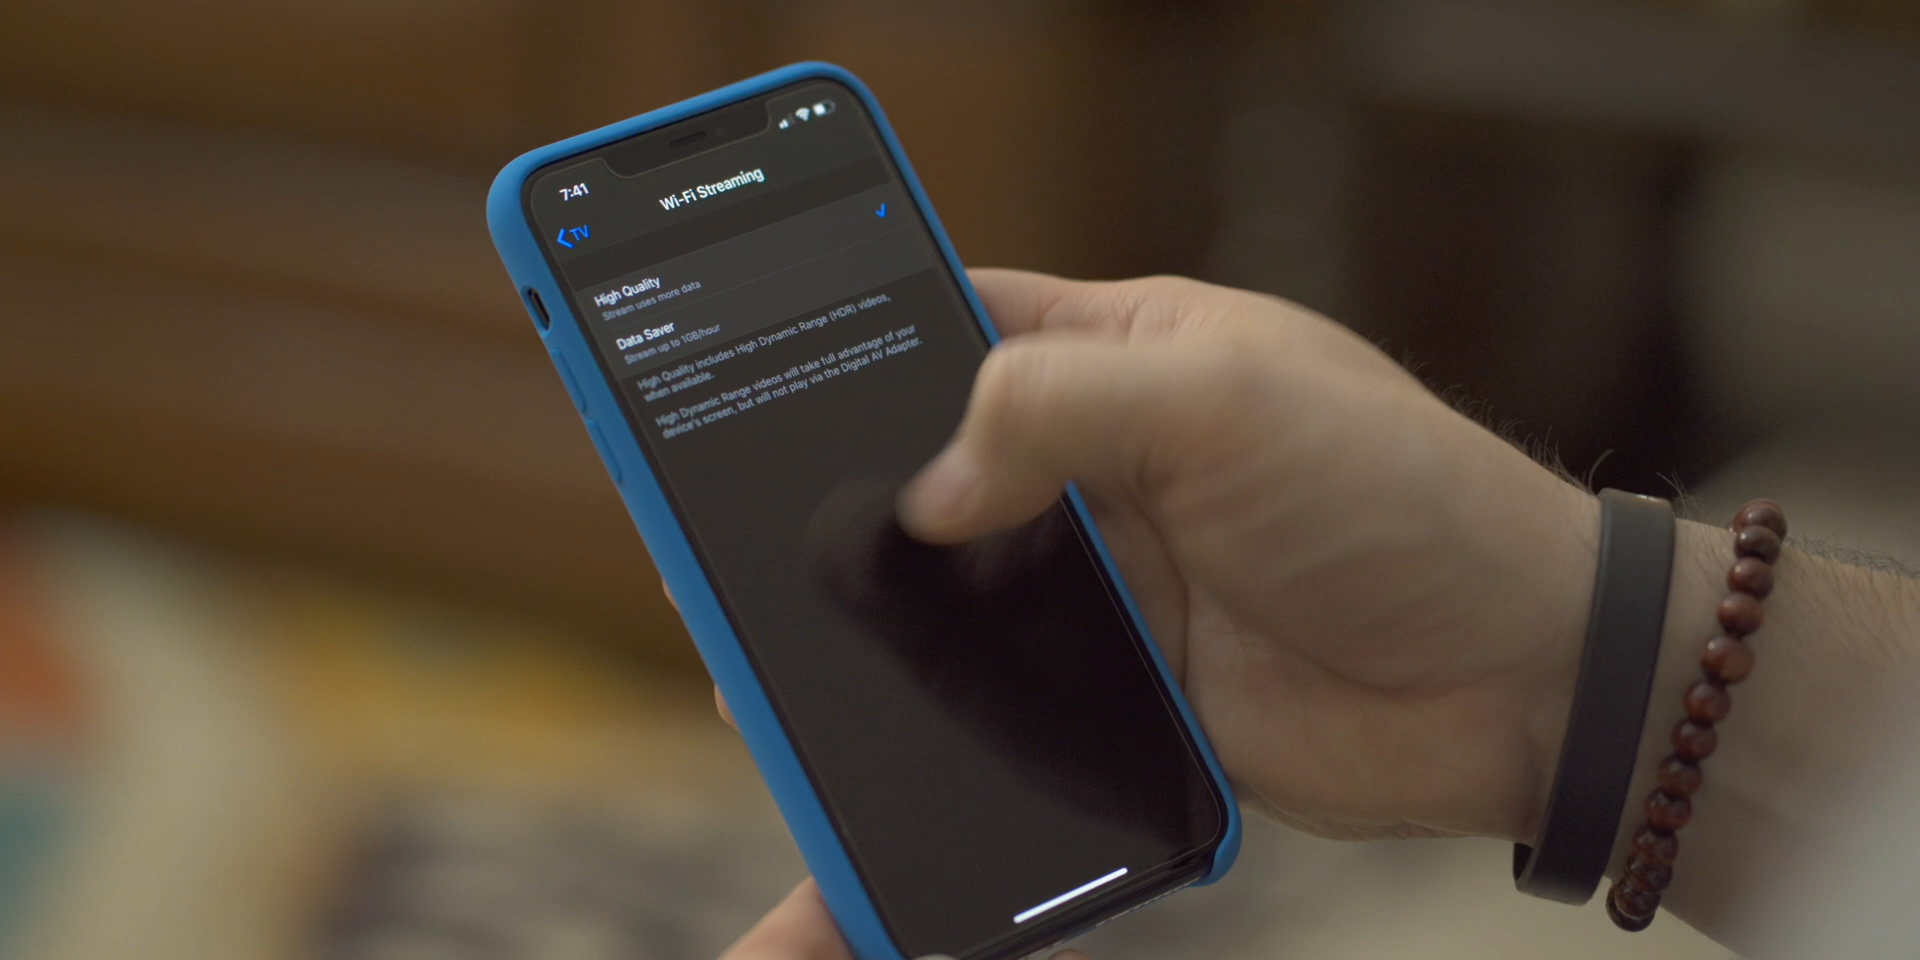 7:41
TV
Wi-Fi Streaming
High Quality
Stream uses more data
Data Saver
Stream up to 1GB/hour
High Quality includes High Dynamic Range (HDR) videos,
when available.
High Dynamic Range videos will take full advantage of your
device's screen, but will not play via the Digital AV Adapter.